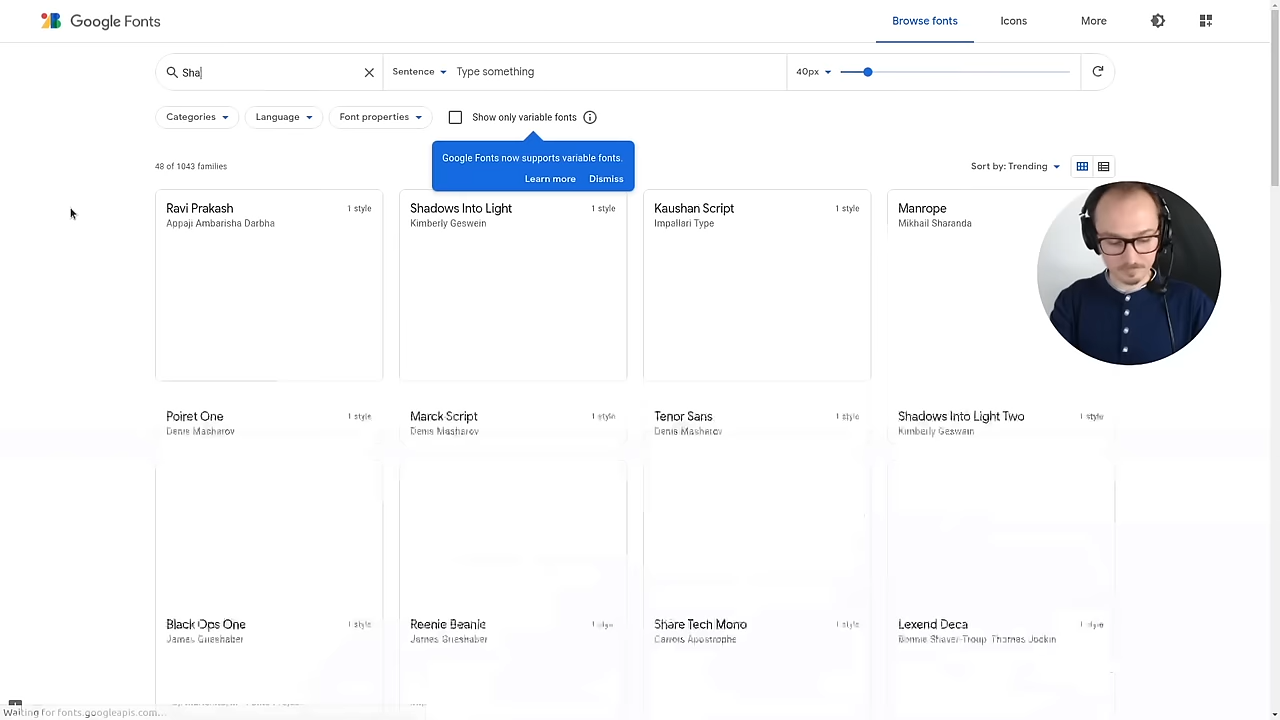 Google Fonts
Browse fonts
Icons
More
Sha
Sentence
Type something
40px
Categories
Language
Font properties
Show only variable fonts
Google Fonts now supports variable fonts.
Learn more
Dismiss
48 of 1043 families
Sort by: Trending
Ravi Prakash
1 style
Appaji Ambarisha Darbha
Shadows Into Light
1 style
Kimberly Geswein
Kaushan Script
1 style
Impallari Type
Manrope
Mikhail Sharanda
Poiret One
1 style
Denis Masharov
Marck Script
1 style
Denis Masharov
Tenor Sans
1 style
Denis Masharov
Shadows Into Light Two
1 style
Kimberly Geswein
Black Ops One
1 style
James Grieshaber
Reenie Beanie
1 style
James Grieshaber
Share Tech Mono
1 style
Carrois Apostrophe
Lexend Deca
1 style
Bonnie Shaver-Troup, Thomas Jockin
Waiting for fonts.googleapis.com...